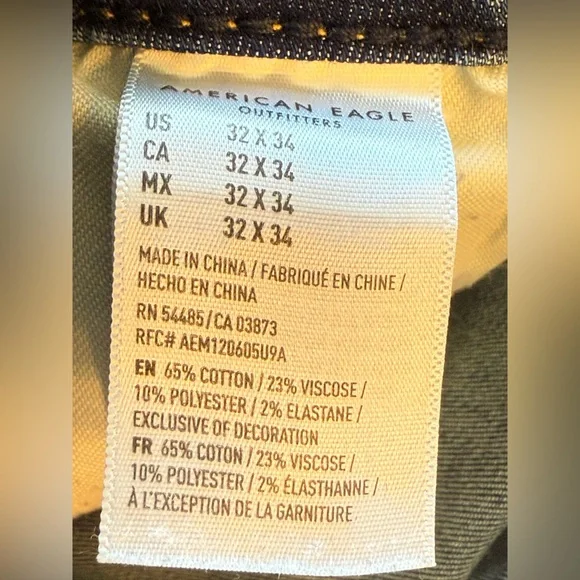 AMERICAN EAGLE
OUTFITTERS
US 32 X 34
CA 32 X 34
MX 32 X 34
UK 32 X 34
MADE IN CHINA / FABRIQUÉ EN CHINE /
HECHO EN CHINA
RN 54485 / CA 03873
RFC# AEM120605U9A
EN 65% COTTON / 23% VISCOSE /
10% POLYESTER / 2% ELASTANE /
EXCLUSIVE OF DECORATION
FR 65% COTON / 23% VISCOSE /
10% POLYESTER / 2% ÉLASTHANNE /
À L'EXCEPTION DE LA GARNITURE